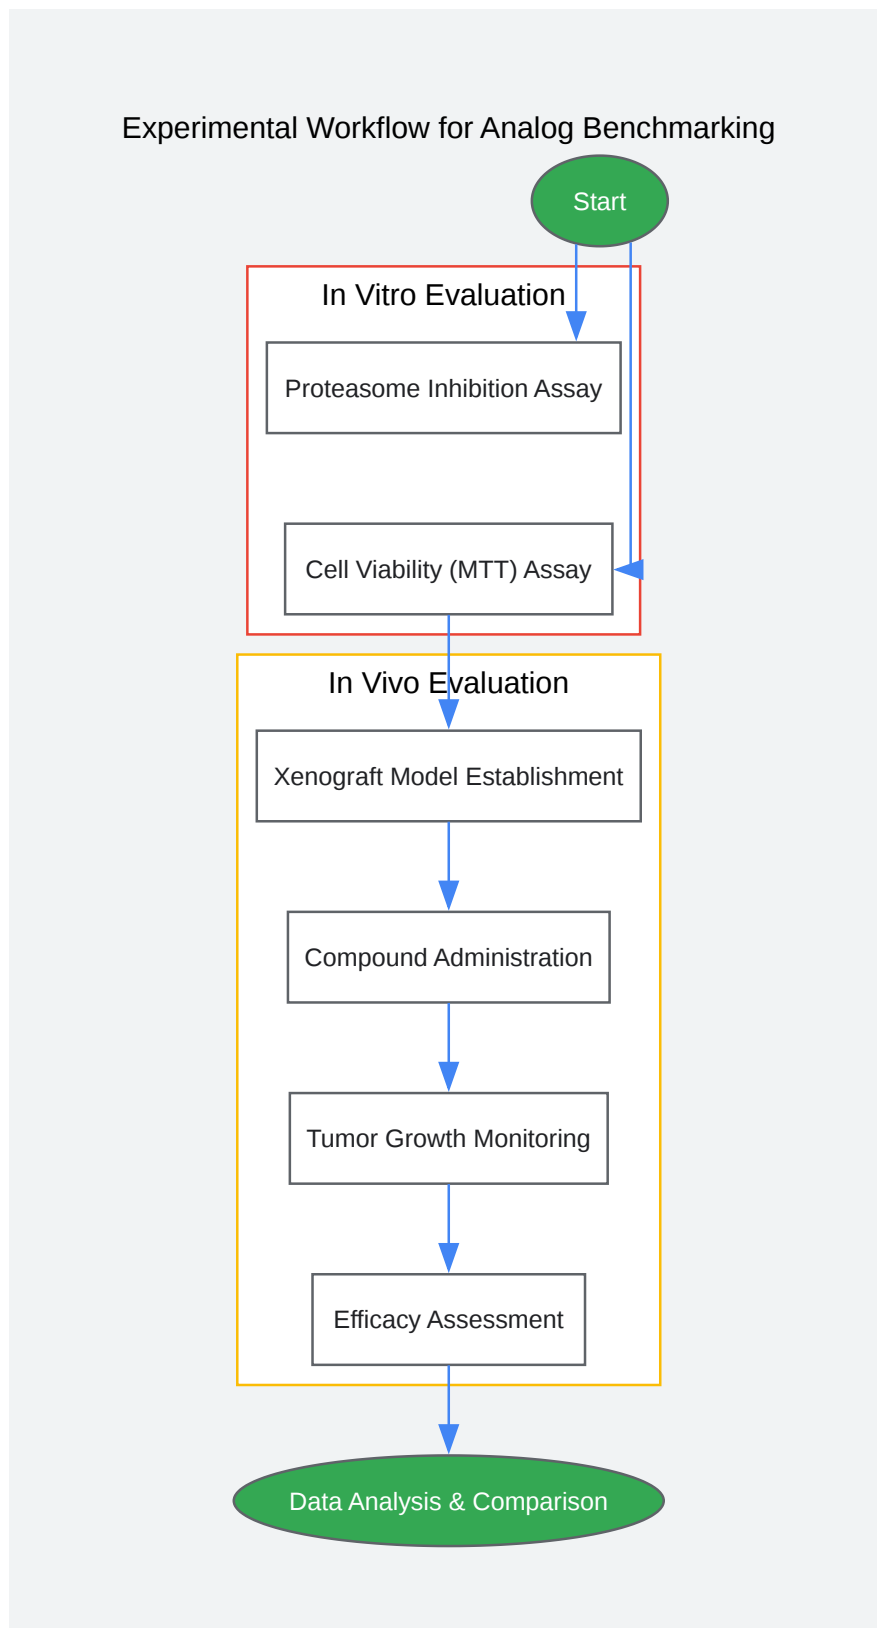 Experimental Workflow for Analog Benchmarking
Start
In Vitro Evaluation
Proteasome Inhibition Assay
Cell Viability (MTT) Assay
In Vivo Evaluation
Xenograft Model Establishment
Compound Administration
Tumor Growth Monitoring
Efficacy Assessment
Data Analysis & Comparison